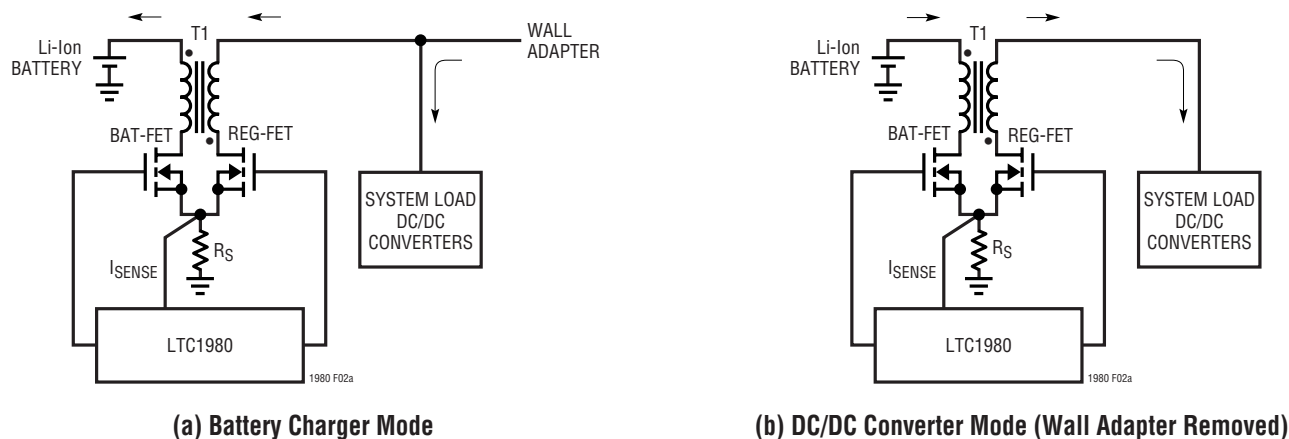 T1
Li-Ion
BATTERY
WALL
ADAPTER
BAT-FET
REG-FET
SYSTEM LOAD
DC/DC
CONVERTERS
RS
ISENSE
LTC1980
1980 F02a
(a) Battery Charger Mode
T1
Li-Ion
BATTERY
BAT-FET
REG-FET
SYSTEM LOAD
DC/DC
CONVERTERS
RS
ISENSE
LTC1980
1980 F02a
(b) DC/DC Converter Mode (Wall Adapter Removed)